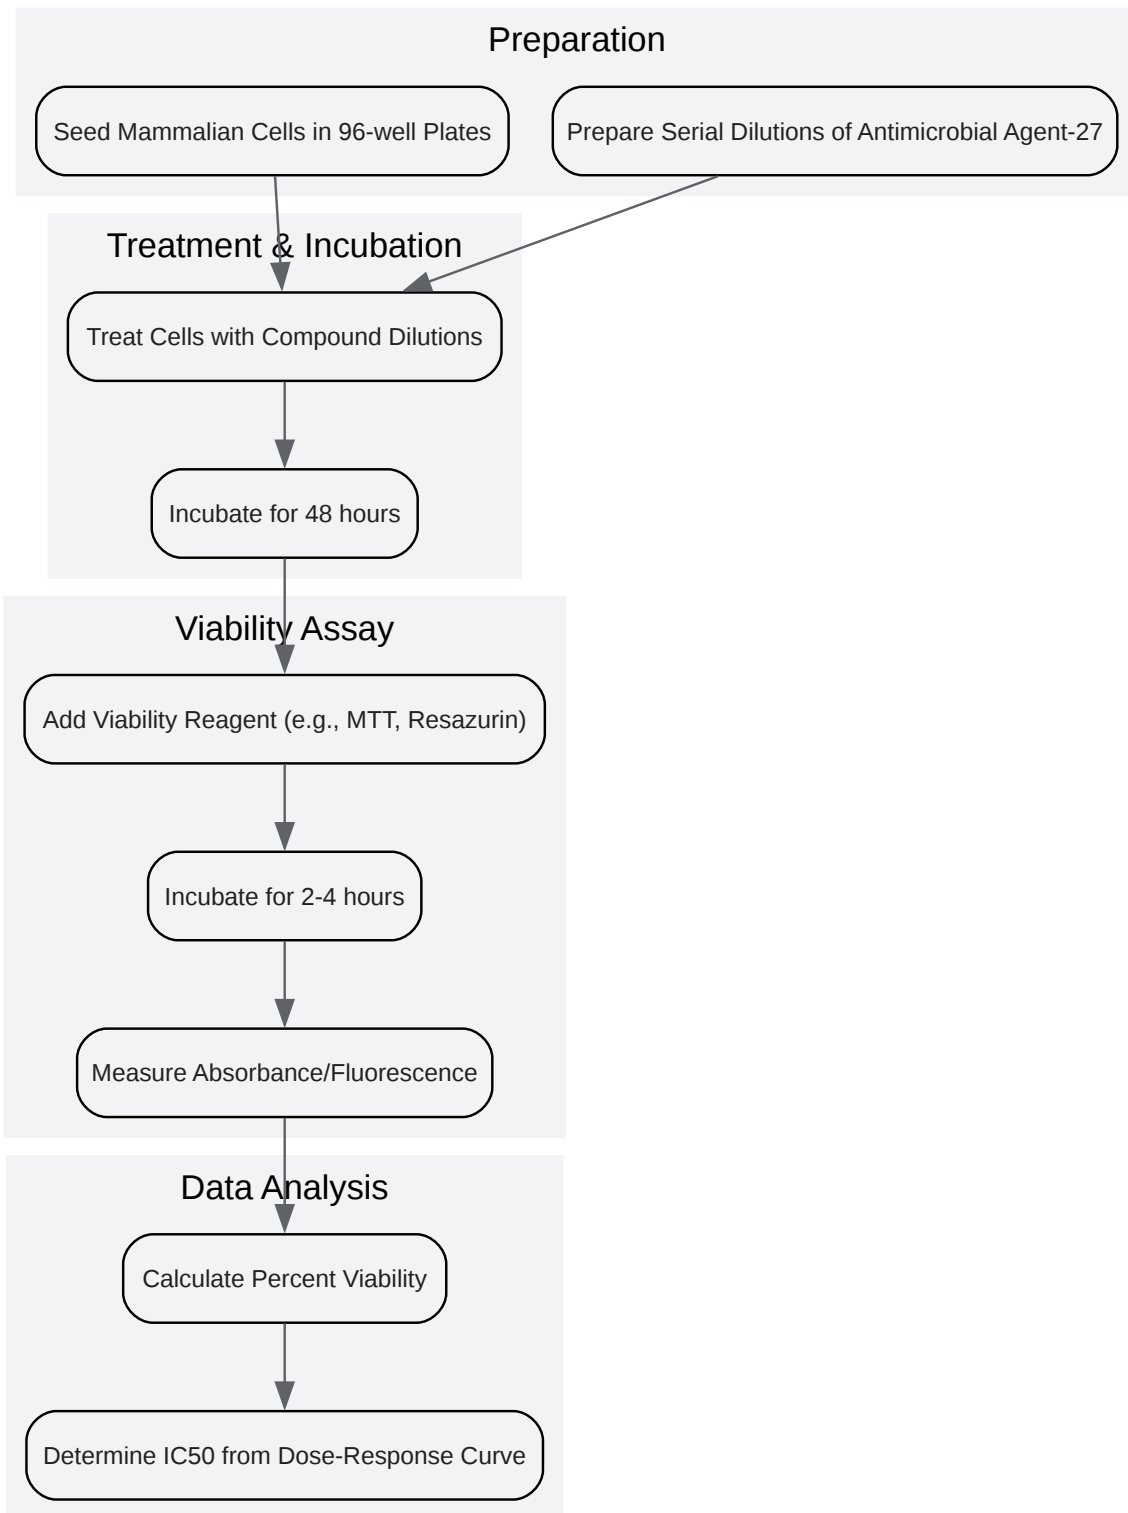 Preparation
Seed Mammalian Cells in 96-well Plates
Prepare Serial Dilutions of Antimicrobial Agent-27
Treatment & Incubation
Treat Cells with Compound Dilutions
Incubate for 48 hours
Viability Assay
Add Viability Reagent (e.g., MTT, Resazurin)
Incubate for 2-4 hours
Measure Absorbance/Fluorescence
Data Analysis
Calculate Percent Viability
Determine IC50 from Dose-Response Curve